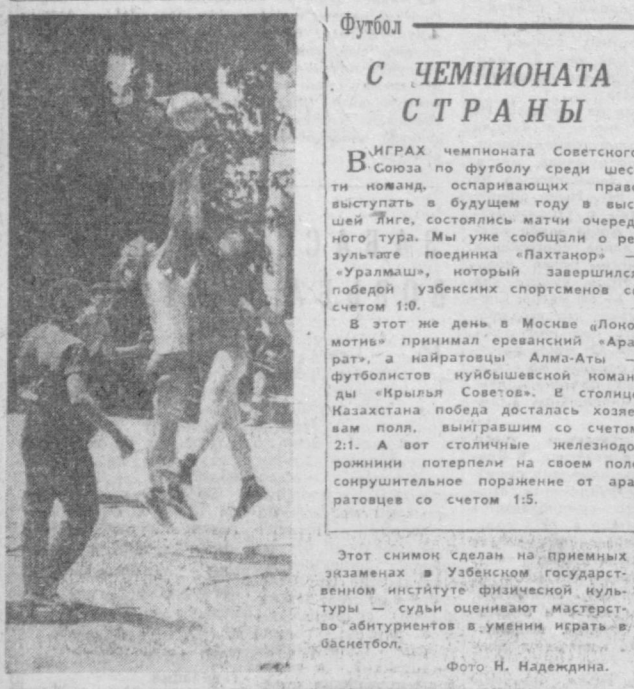 Футбол
С ЧЕМПИОНАТА
СТРАНЫ
В ИГРАХ чемпионата Советского
Союза по футболу среди шес-
ти команд, оспаривающих право
выступать в будущем году в выс-
шей лиге, состоялись матчи очеред-
ного тура. Мы уже сообщали о ре-
зультате поединка «Пахтакор» —
«Уралмаш», который завершился
победой узбекских спортсменов со
счетом 1:0.
В этот же день в Москве «Локо-
мотив» принимал ереванский «Ара-
рат», а найратовцы Алма-Аты —
футболистов куйбышевской коман-
ды «Крылья Советов». В столице
Казахстана победа досталась хозяе-
вам поля, выигравшим со счетом
2:1. А вот столичные железнодо-
рожники потерпели на своем поле
сокрушительное поражение от ара-
ратовцев со счетом 1:5.
Этот снимок сделан на приемных
экзаменах в Узбекском государст-
венном институте физической куль-
туры — судьи оценивают мастерст-
во абитуриентов в умении играть в
баскетбол.
Фото Н. Надеждина.